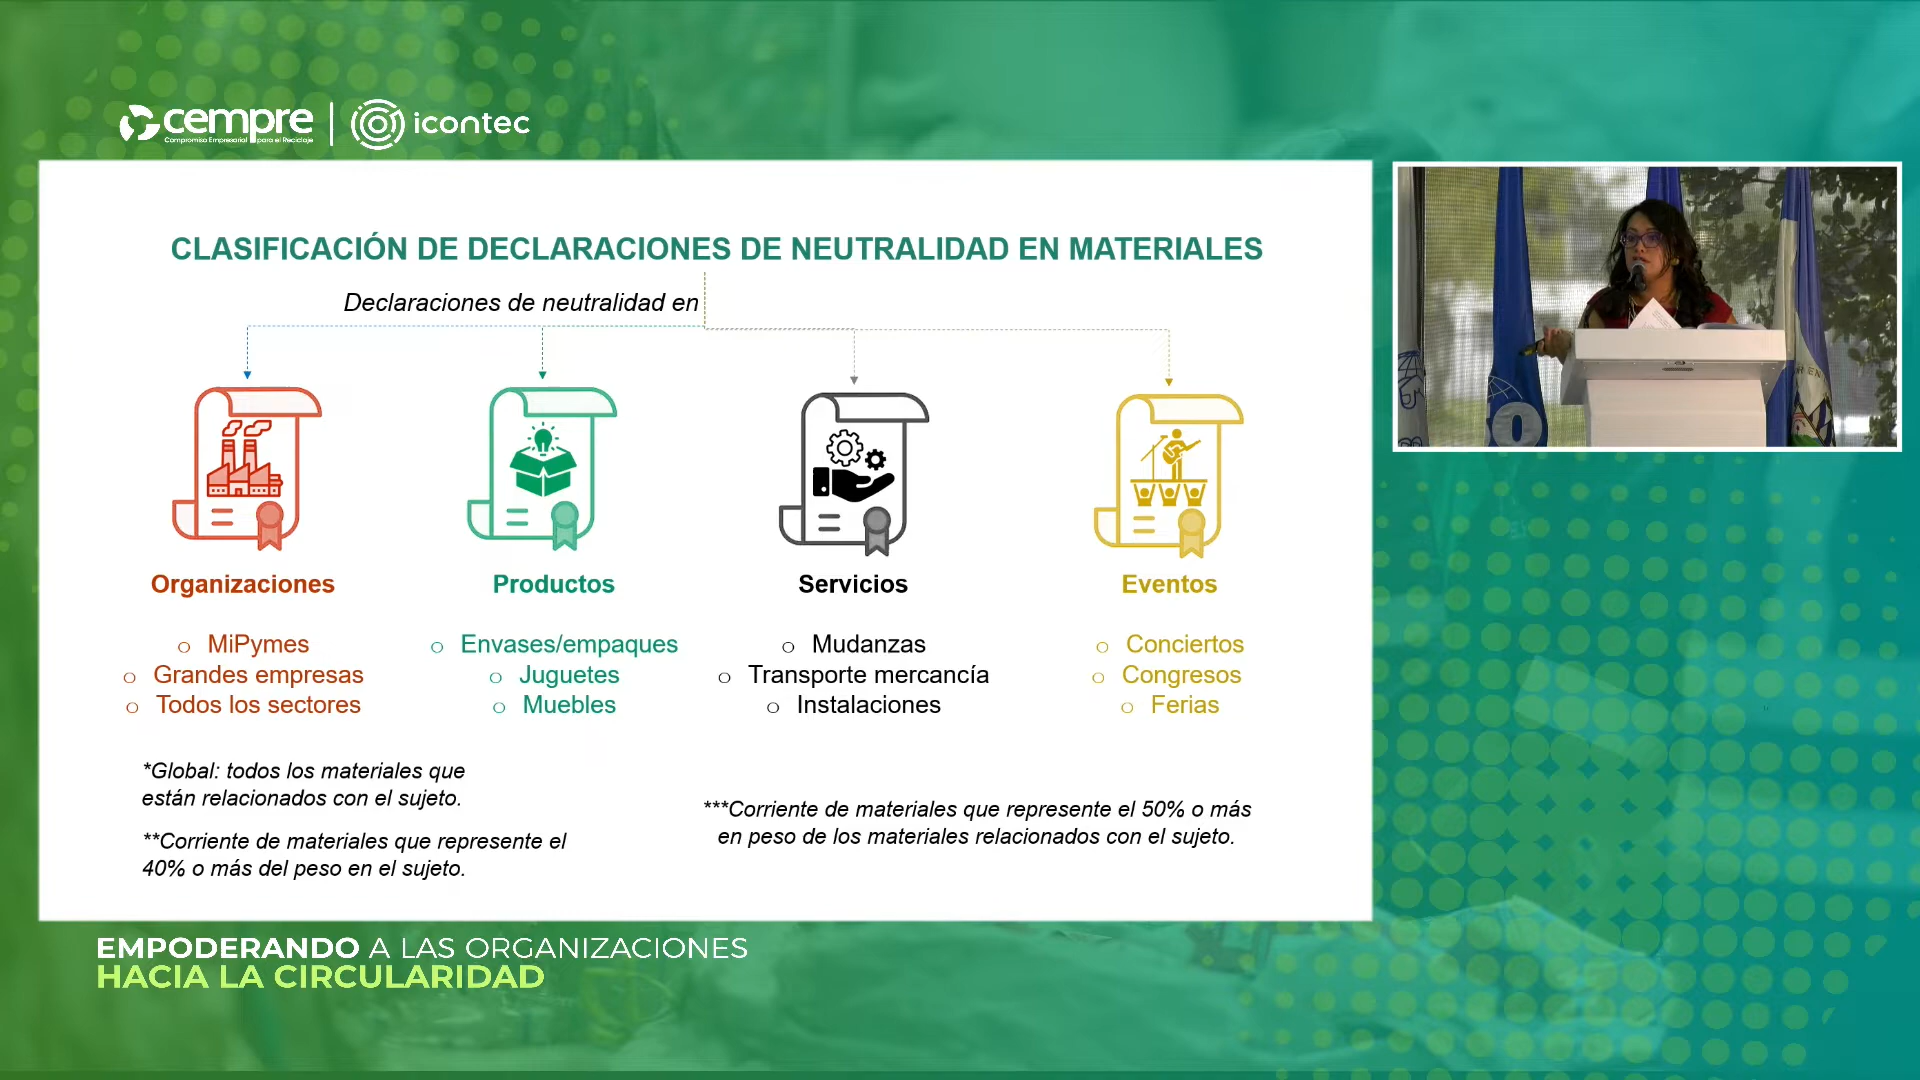 cempre
Compromiso Empresarial para el Reciclaje
icontec
CLASIFICACIÓN DE DECLARACIONES DE NEUTRALIDAD EN MATERIALES
Declaraciones de neutralidad en
Organizaciones
o MiPymes
o Grandes empresas
o Todos los sectores
Productos
o Envases/empaques
o Juguetes
o Muebles
Servicios
o Mudanzas
o Transporte mercancía
o Instalaciones
Eventos
o Conciertos
o Congresos
o Ferias
*Global: todos los materiales que
están relacionados con el sujeto.
**Corriente de materiales que represente el
40% o más del peso en el sujeto.
***Corriente de materiales que represente el 50% o más
en peso de los materiales relacionados con el sujeto.
EMPODERANDO A LAS ORGANIZACIONES
HACIA LA CIRCULARIDAD